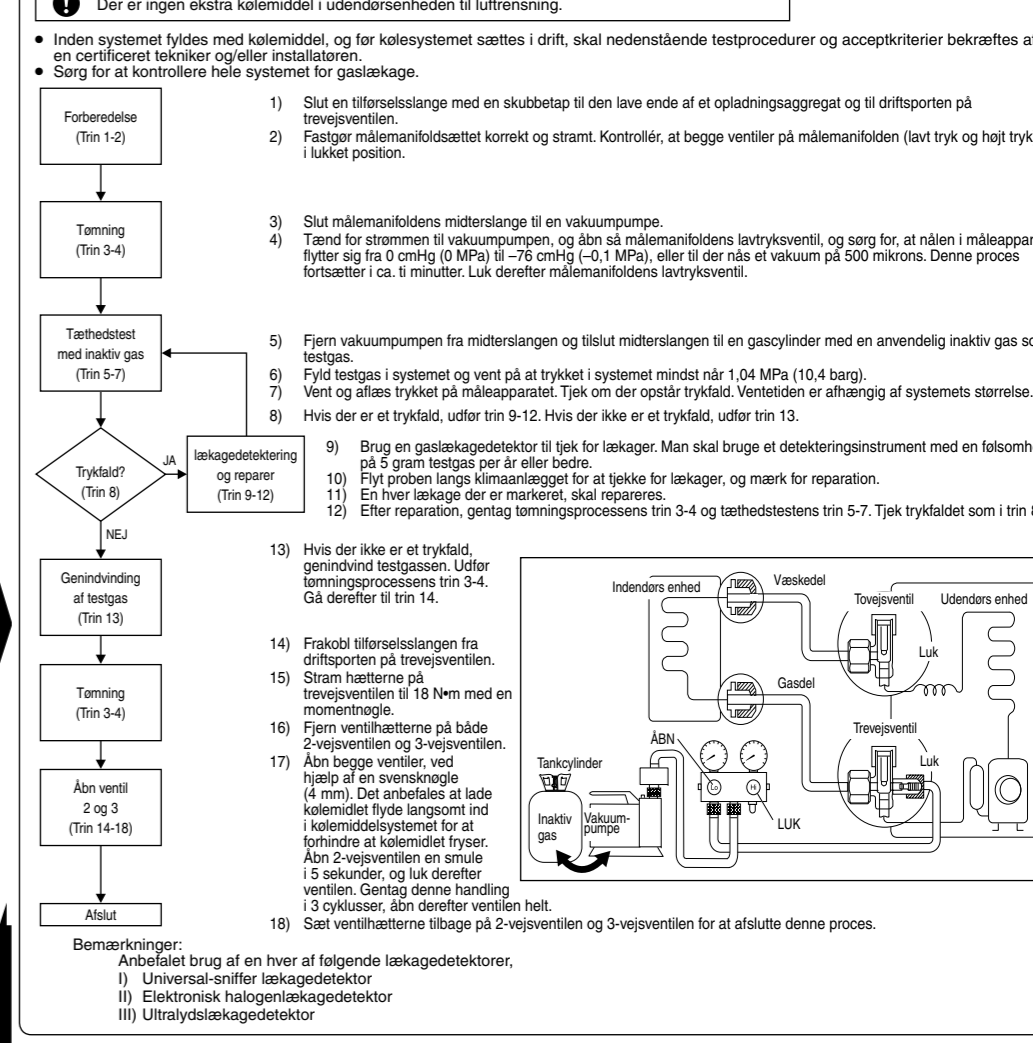 Der er ingen ekstra kølemiddel i udendørsenheden til luftrensning.
● Inden systemet fyldes med kølemiddel, og før kølesystemet sættes i drift, skal nedenstående testprocedurer og acceptkriterier bekræftes af
en certificeret tekniker og/eller installatøren.
● Sørg for at kontrollere hele systemet for gaslækage.
Forberedelse
(Trin 1-2)
1) Slut en tilførselsslange med en skubbetap til den lave ende af et opladningsaggregat og til driftsporten på
trevejsventilen.
2) Fastgør målemanifoldsættet korrekt og stramt. Kontrollér, at begge ventiler på målemanifolden (lavt tryk og højt tryk
i lukket position.
Tømning
(Trin 3-4)
3) Slut målemanifoldens midterslange til en vakuumpumpe.
4) Tænd for strømmen til vakuumpumpen, og åbn så målemanifoldens lavtryksventil, og sørg for, at nålen i måleappar
flytter sig fra 0 cmHg (0 MPa) til –76 cmHg (–0,1 MPa), eller til der nås et vakuum på 500 mikrons. Denne proces
fortsætter i ca. ti minutter. Luk derefter målemanifoldens lavtryksventil.
Tæthedstest
med inaktiv gas
(Trin 5-7)
5) Fjern vakuumpumpen fra midterslangen og tilslut midterslangen til en gascylinder med en anvendelig inaktiv gas so
testgas.
6) Fyld testgas i systemet og vent på at trykket i systemet mindst når 1,04 MPa (10,4 barg).
7) Vent og aflæs trykket på måleapparatet. Tjek om der opstår trykfald. Ventetiden er afhængig af systemets størrelse.
8) Hvis der er et trykfald, udfør trin 9-12. Hvis der ikke er et trykfald, udfør trin 13.
Trykfald?
(Trin 8)
JA
NEJ
lækagedetektering
og reparer
(Trin 9-12)
9) Brug en gaslækagedetektor til tjek for lækager. Man skal bruge et detekteringsinstrument med en følsomhe
på 5 gram testgas per år eller bedre.
10) Flyt proben langs klimaanlægget for at tjekke for lækager, og mærk for reparation.
11) En hver lækage der er markeret, skal repareres.
12) Efter reparation, gentag tømningsprocessens trin 3-4 og tæthedstestens trin 5-7. Tjek trykfaldet som i trin 8
Genindvinding
af testgas
(Trin 13)
13) Hvis der ikke er et trykfald,
genindvind testgassen. Udfør
tømningsprocessens trin 3-4.
Gå derefter til trin 14.
Tømning
(Trin 3-4)
14) Frakobl tilførselsslangen fra
driftsporten på trevejsventilen.
15) Stram hætterne på
trevejsventilen til 18 N•m med en
momentnøgle.
16) Fjern ventilhætterne på både
2-vejsventilen og 3-vejsventilen.
Åbn ventil
2 og 3
(Trin 14-18)
17) Åbn begge ventiler, ved
hjælp af en svensknøgle
(4 mm). Det anbefales at lade
kølemidlet flyde langsomt ind
i kølemiddelsystemet for at
forhindre at kølemidlet fryser.
Åbn 2-vejsventilen en smule
i 5 sekunder, og luk derefter
ventilen. Gentag denne handling
i 3 cyklusser, åbn derefter ventilen helt.
Afslut
18) Sæt ventilhætterne tilbage på 2-vejsventilen og 3-vejsventilen for at afslutte denne proces.
Indendørs enhed
Væskedel
Tovejsventil
Udendørs enhed
Luk
Gasdel
Trevejsventil
Luk
ÅBN
Tankcylinder
Lo
Hi
LUK
Inaktiv
gas
Vakuum-
pumpe
Bemærkninger:
Anbefalet brug af en hver af følgende lækagedetektorer,
I) Universal-sniffer lækagedetektor
II) Elektronisk halogenlækagedetektor
III) Ultralydslækagedetektor